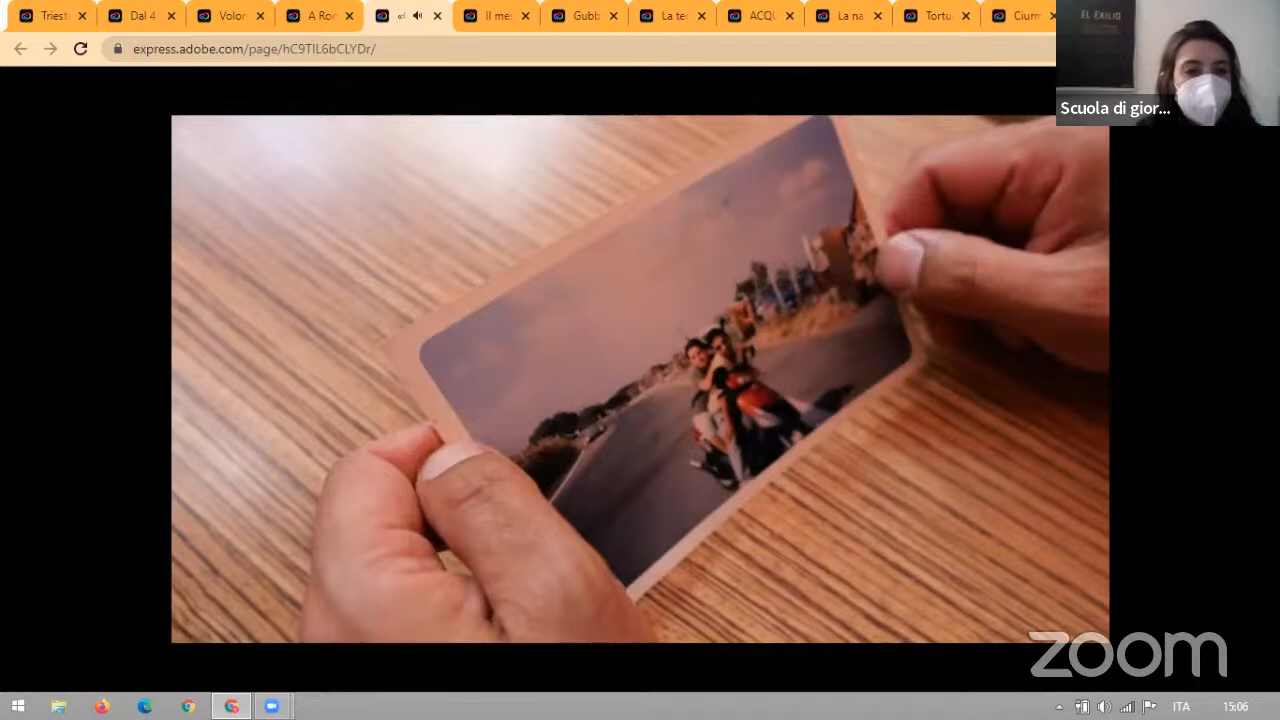 Triest
Dal 4
Volor
A Ror
Il me
Gubb
La te
ACQU
La na
Tortu
Cium
express.adobe.com/page/hC9TIL6bCLYDr/
EL EXILIO
Scuola di gior...
zoom
ITA
15:06